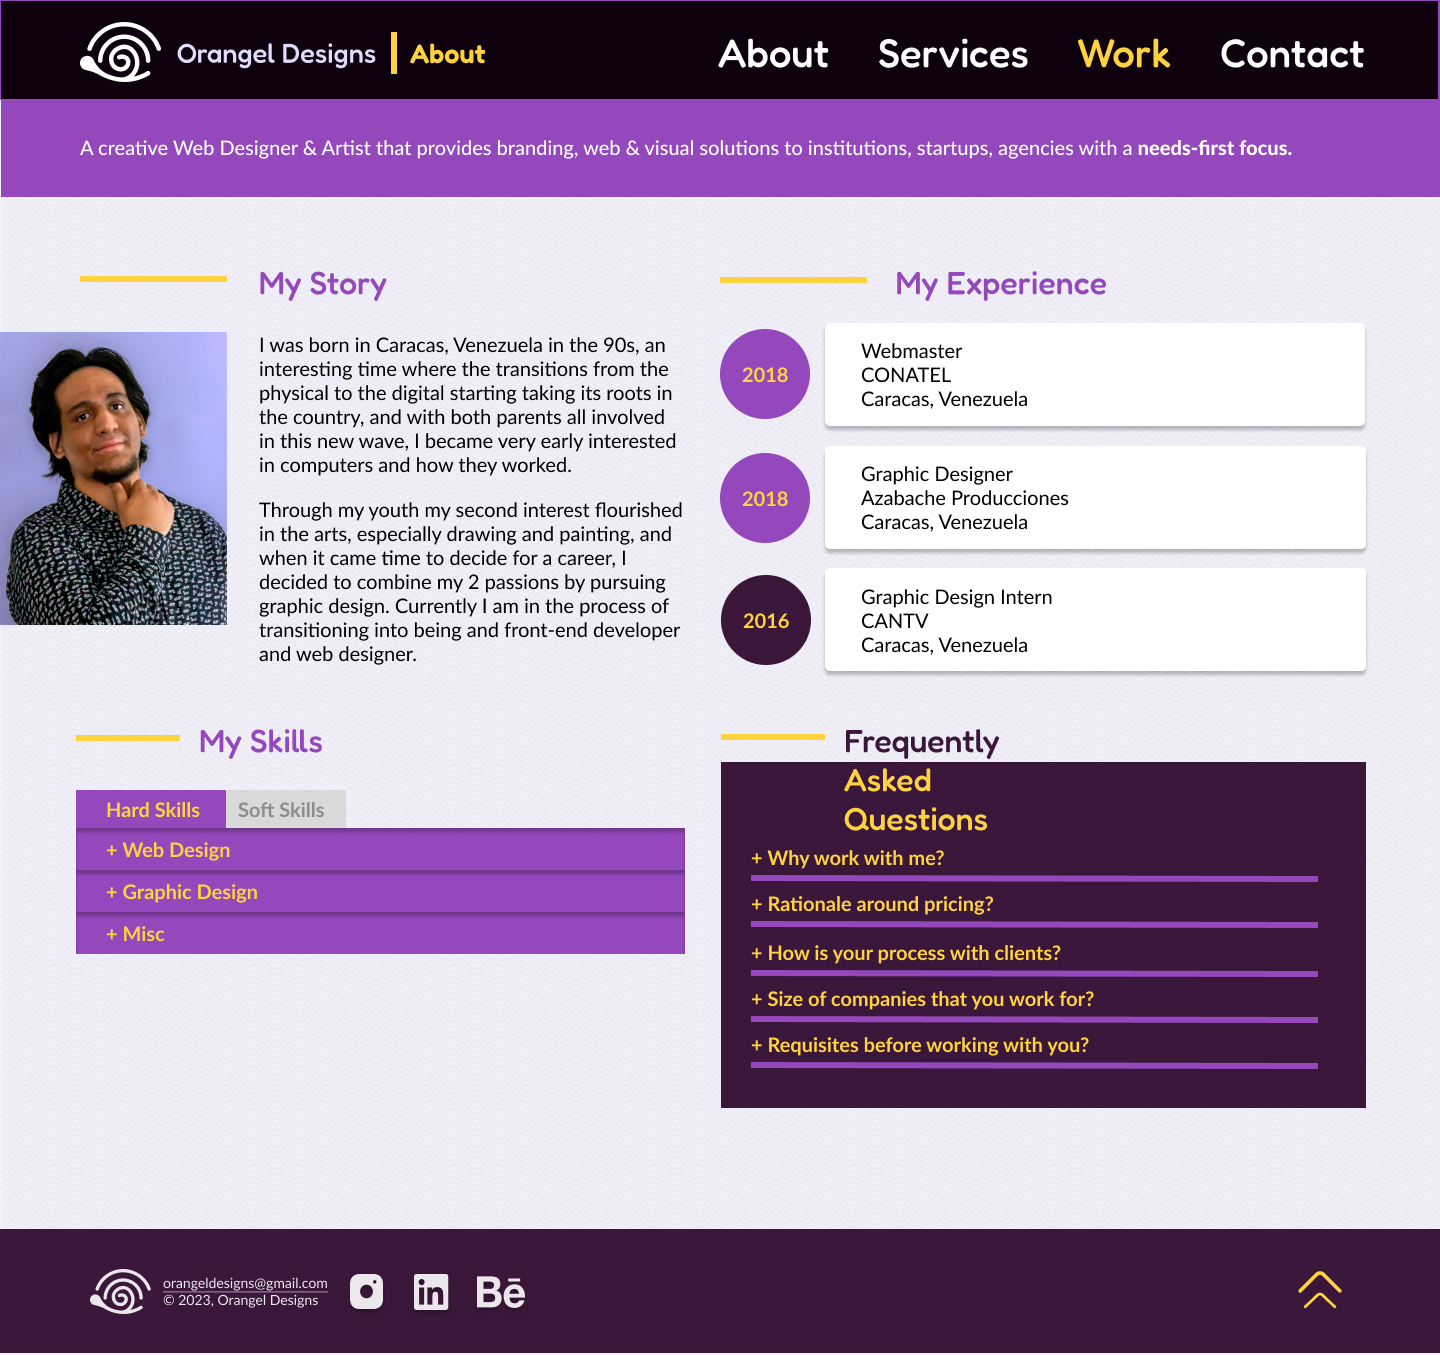 Orangel Designs
About
About
Services
Work
Contact
A creative Web Designer & Artist that provides branding, web & visual solutions to institutions, startups, agencies with a needs-first focus.
My Story
I was born in Caracas, Venezuela in the 90s, an
interesting time where the transitions from the
physical to the digital starting taking its roots in
the country, and with both parents all involved
in this new wave, I became very early interested
in computers and how they worked.
Through my youth my second interest flourished
in the arts, especially drawing and painting, and
when it came time to decide for a career, I
decided to combine my 2 passions by pursuing
graphic design. Currently I am in the process of
transitioning into being and front-end developer
and web designer.
My Experience
2018
Webmaster
CONATEL
Caracas, Venezuela
2018
Graphic Designer
Azabache Producciones
Caracas, Venezuela
2016
Graphic Design Intern
CANTV
Caracas, Venezuela
My Skills
Hard Skills
Soft Skills
+ Web Design
+ Graphic Design
+ Misc
Frequently
Asked
Questions
+ Why work with me?
+ Rationale around pricing?
+ How is your process with clients?
+ Size of companies that you work for?
+ Requisites before working with you?
orangeldesigns@gmail.com
© 2023, Orangel Designs
in
Bē